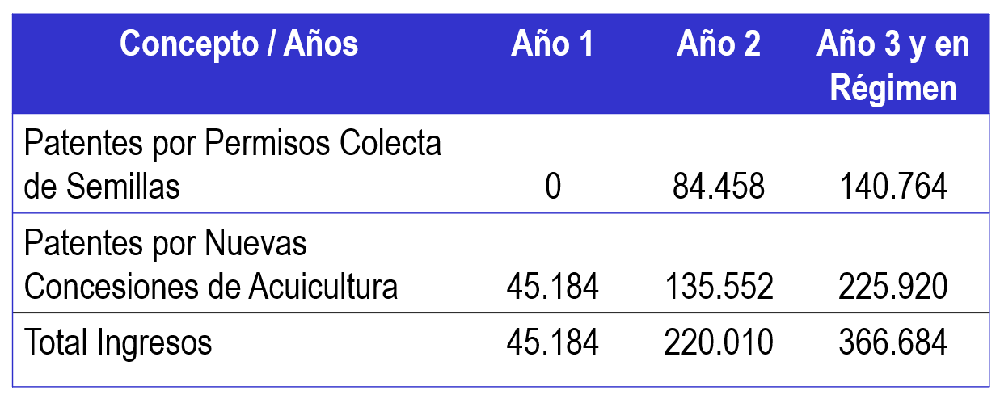 Concepto / Años Año 1 Año 2 Año 3 y en
Régimen
Patentes por Permisos Colecta
de Semillas 0 84.458 140.764
Patentes por Nuevas
Concesiones de Acuicultura 45.184 135.552 225.920
Total Ingresos 45.184 220.010 366.684